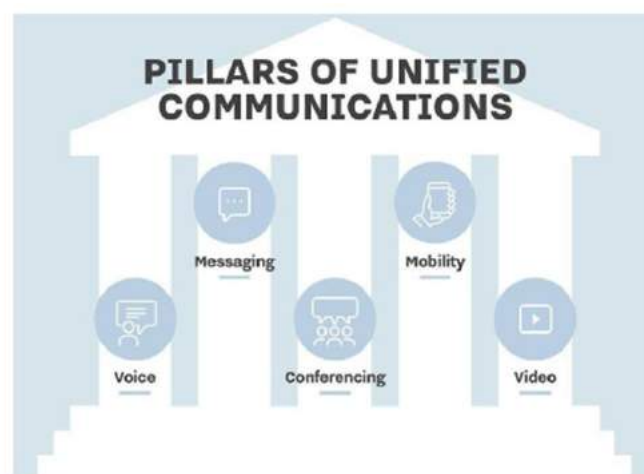 PILLARS OF UNIFIED
COMMUNICATIONS
Messaging
Mobility
Voice
Conferencing
Video